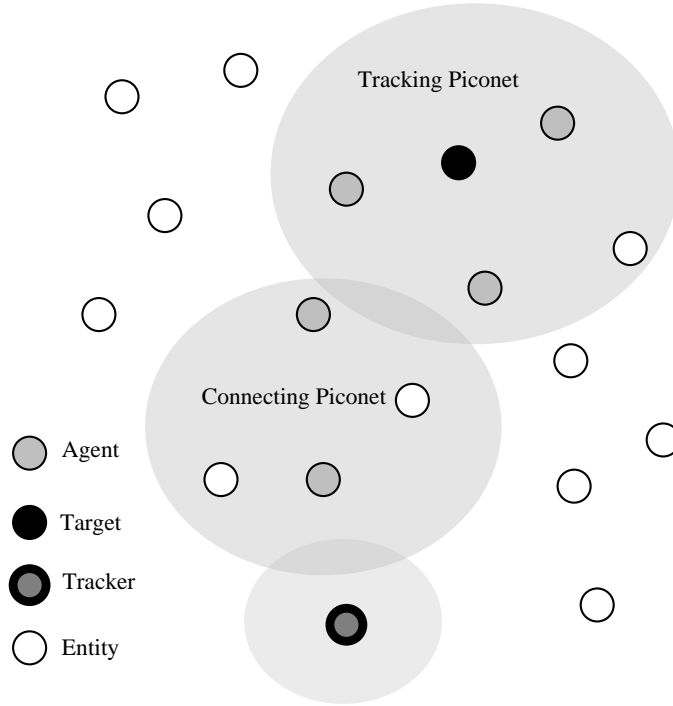 Tracking Piconet
Connecting Piconet
Agent
Target
Tracker
Entity